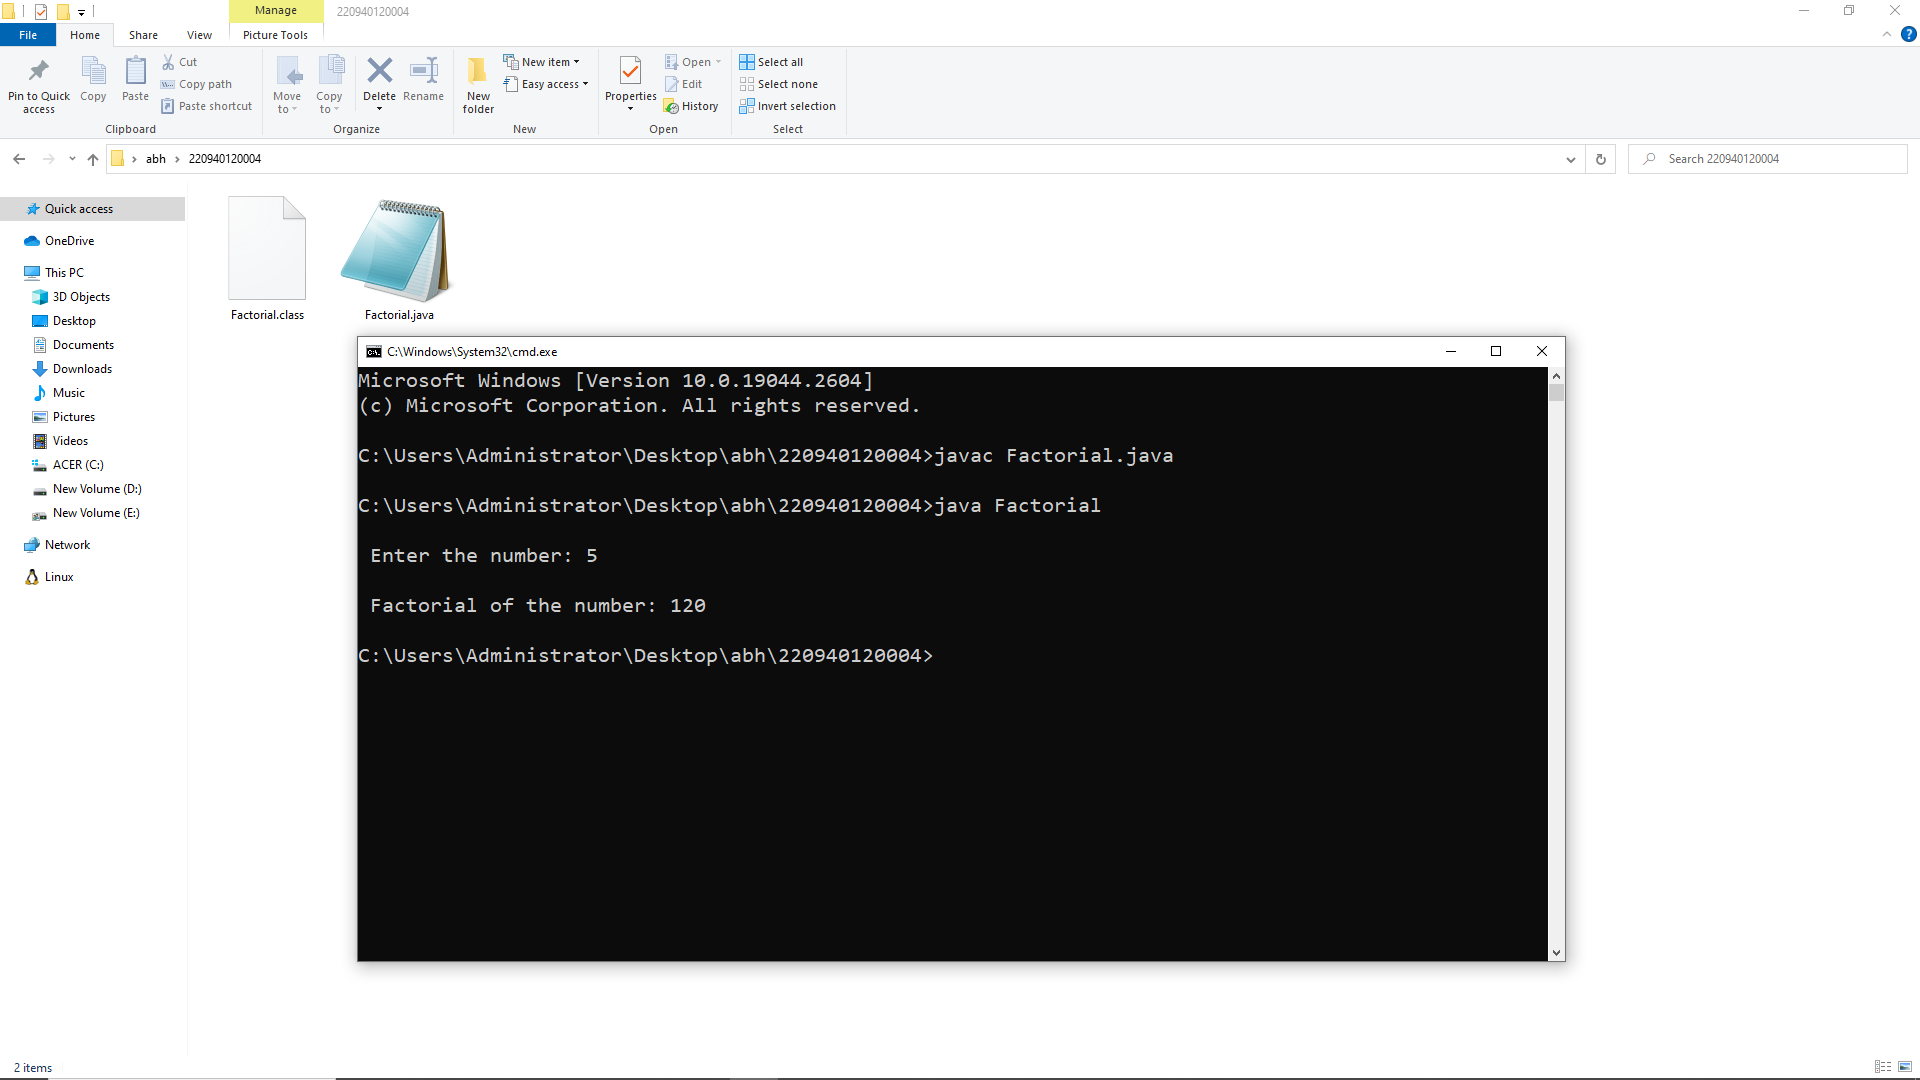 Manage
220940120004
File
Home
Share
View
Picture Tools
Pin to Quick access
Copy
Paste
Cut
Copy path
Paste shortcut
Clipboard
Move to
Copy to
Delete
Rename
Organize
New folder
New item
Easy access
New
Properties
Open
Edit
History
Open
Select all
Select none
Invert selection
Select
abh
220940120004
Search 220940120004
Quick access
OneDrive
This PC
3D Objects
Desktop
Documents
Downloads
Music
Pictures
Videos
ACER (C:)
New Volume (D:)
New Volume (E:)
Network
Linux
Factorial.class
Factorial.java
C:\Windows\System32\cmd.exe
Microsoft Windows [Version 10.0.19044.2604]
(c) Microsoft Corporation. All rights reserved.
C:\Users\Administrator\Desktop\abh\220940120004>javac Factorial.java
C:\Users\Administrator\Desktop\abh\220940120004>java Factorial
Enter the number: 5
Factorial of the number: 120
C:\Users\Administrator\Desktop\abh\220940120004>
2 items